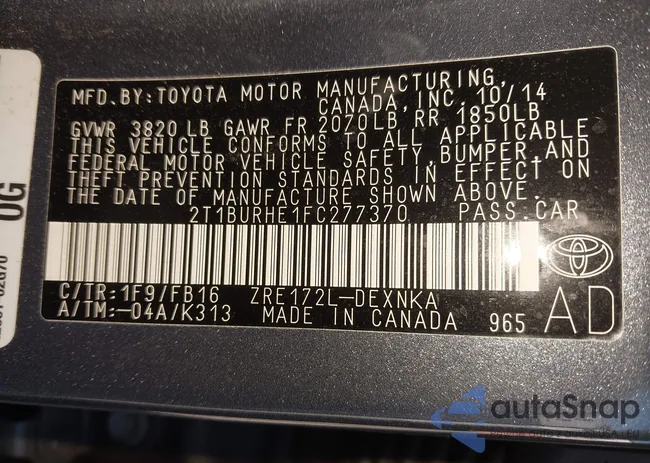 MFD.BY:TOYOTA MOTOR MANUFACTURING,
CANADA,INC. 10/14
GVWR 3820 LB GAWR FR 2070LB RR 1850LB
THIS VEHICLE CONFORMS TO ALL APPLICABLE
FEDERAL MOTOR VEHICLE SAFETY,BUMPER,AND
THEFT PREVENTION STANDARDS IN EFFECT ON
THE DATE OF MANUFACTURE SHOWN ABOVE.
2T1BURHE1FC277370 PASS.CAR
C/TR:1F9/FB16 ZRE172L-DEXNKA
A/TM:-04A/K313 MADE IN CANADA 965 AD
OG
autaSnap